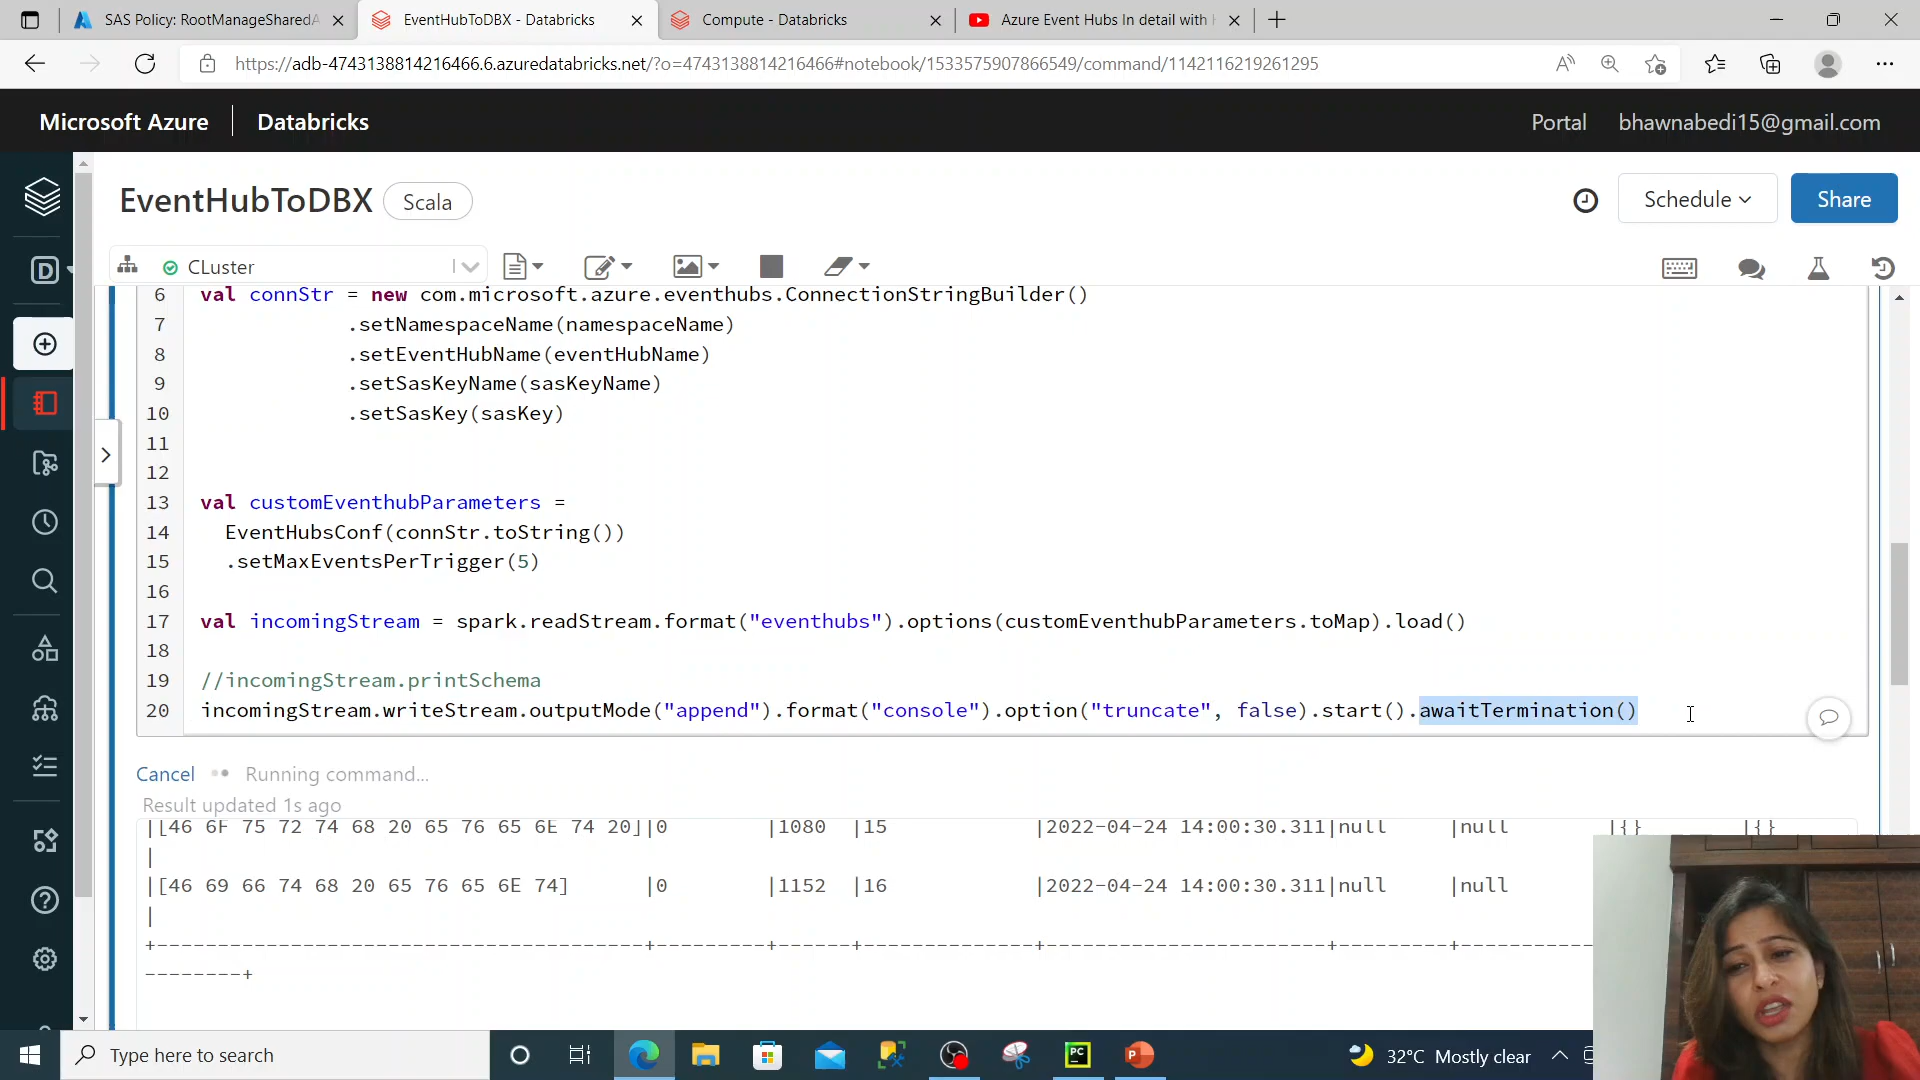 SAS Policy: RootManageSharedA
EventHubToDBX - Databricks
Compute - Databricks
Azure Event Hubs In detail with
https://adb-4743138814216466.6.azuredatabricks.net/?o=4743138814216466#notebook/1533575907866549/command/1142116219261295
Microsoft Azure
Databricks
Portal
bhawnabedi15@gmail.com
EventHubToDBX
Scala
Schedule
Share
D
CLuster
6 val connStr = new com.microsoft.azure.eventhubs.ConnectionStringBuilder()
7 .setNamespaceName(namespaceName)
8 .setEventHubName(eventHubName)
9 .setSasKeyName(sasKeyName)
10 .setSasKey(sasKey)
11
12
13 val customEventhubParameters =
14 EventHubsConf(connStr.toString())
15 .setMaxEventsPerTrigger(5)
16
17 val incomingStream = spark.readStream.format("eventhubs").options(customEventhubParameters.toMap).load()
18
19 //incomingStream.printSchema
20 incomingStream.writeStream.outputMode("append").format("console").option("truncate", false).start().awaitTermination()
Cancel Running command...
Result updated 1s ago
|[46 6F 75 72 74 68 20 65 76 65 6E 74 20]|0 |1080 |15 |2022-04-24 14:00:30.311|null |null |{} |{}
|
|[46 69 66 74 68 20 65 76 65 6E 74] |0 |1152 |16 |2022-04-24 14:00:30.311|null |null
|
+----------------------------------------+---------+------+--------------+-----------------------+---------+-----------
--------+
Type here to search
PC
P
32°C Mostly clear